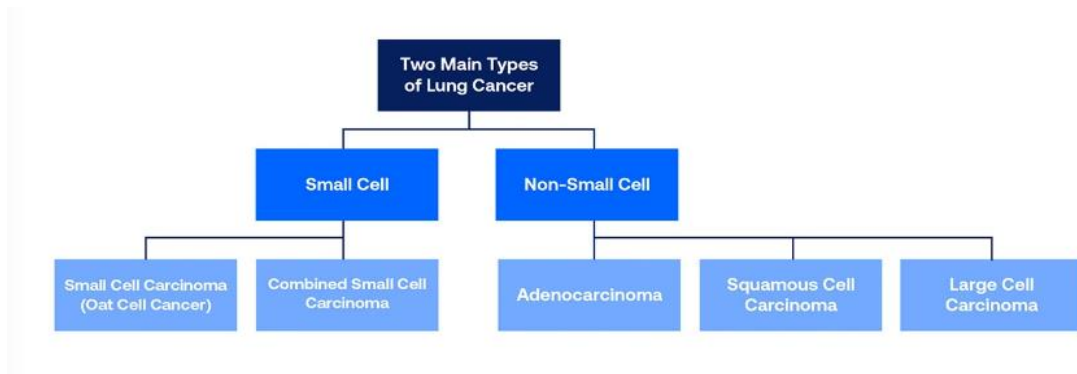 Two Main Types
of Lung Cancer
Small Cell
Non-Small Cell
Small Cell Carcinoma
(Oat Cell Cancer)
Combined Small Cell
Carcinoma
Adenocarcinoma
Squamous Cell
Carcinoma
Large Cell
Carcinoma